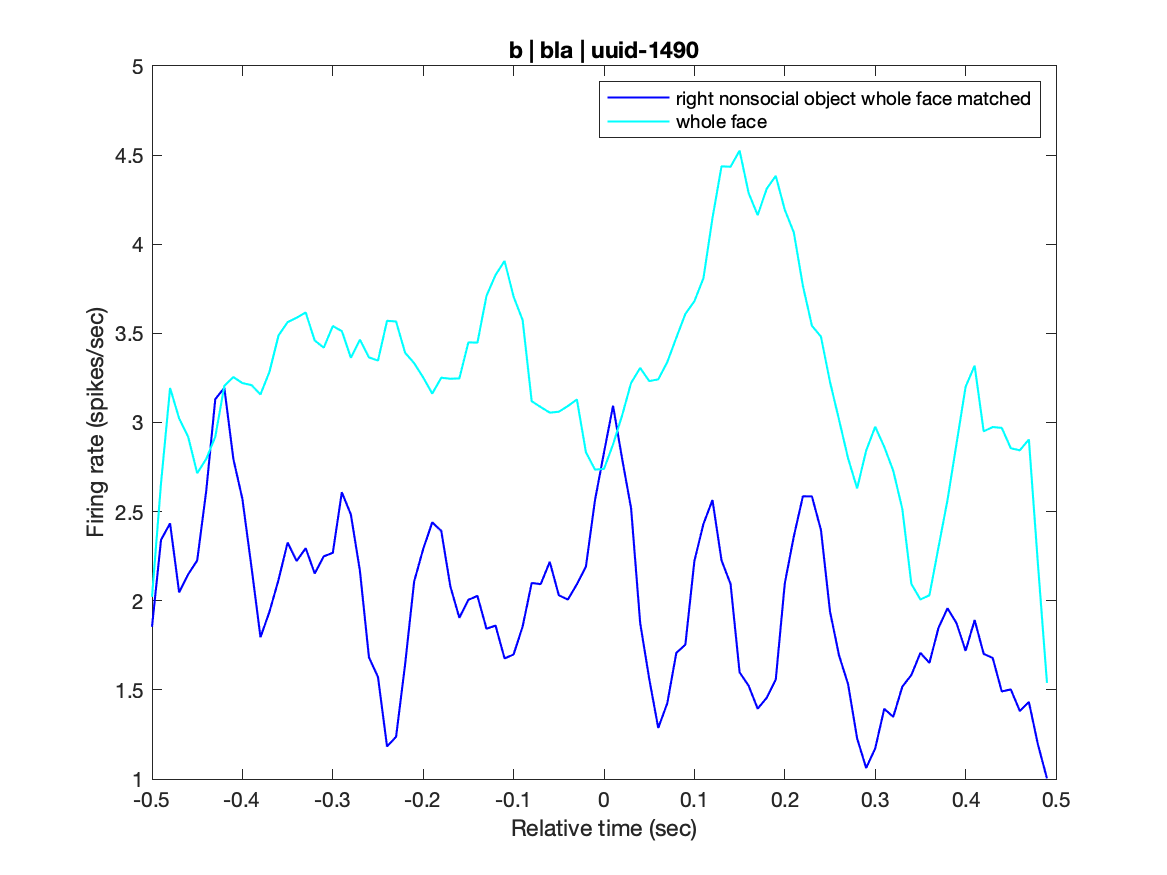 b | bla | uuid-1490
right nonsocial object whole face matched
whole face
Firing rate (spikes/sec)
5
4.5
4
3.5
3
2.5
2
1.5
1
-0.5 -0.4 -0.3 -0.2 -0.1 0 0.1 0.2 0.3 0.4 0.5
Relative time (sec)